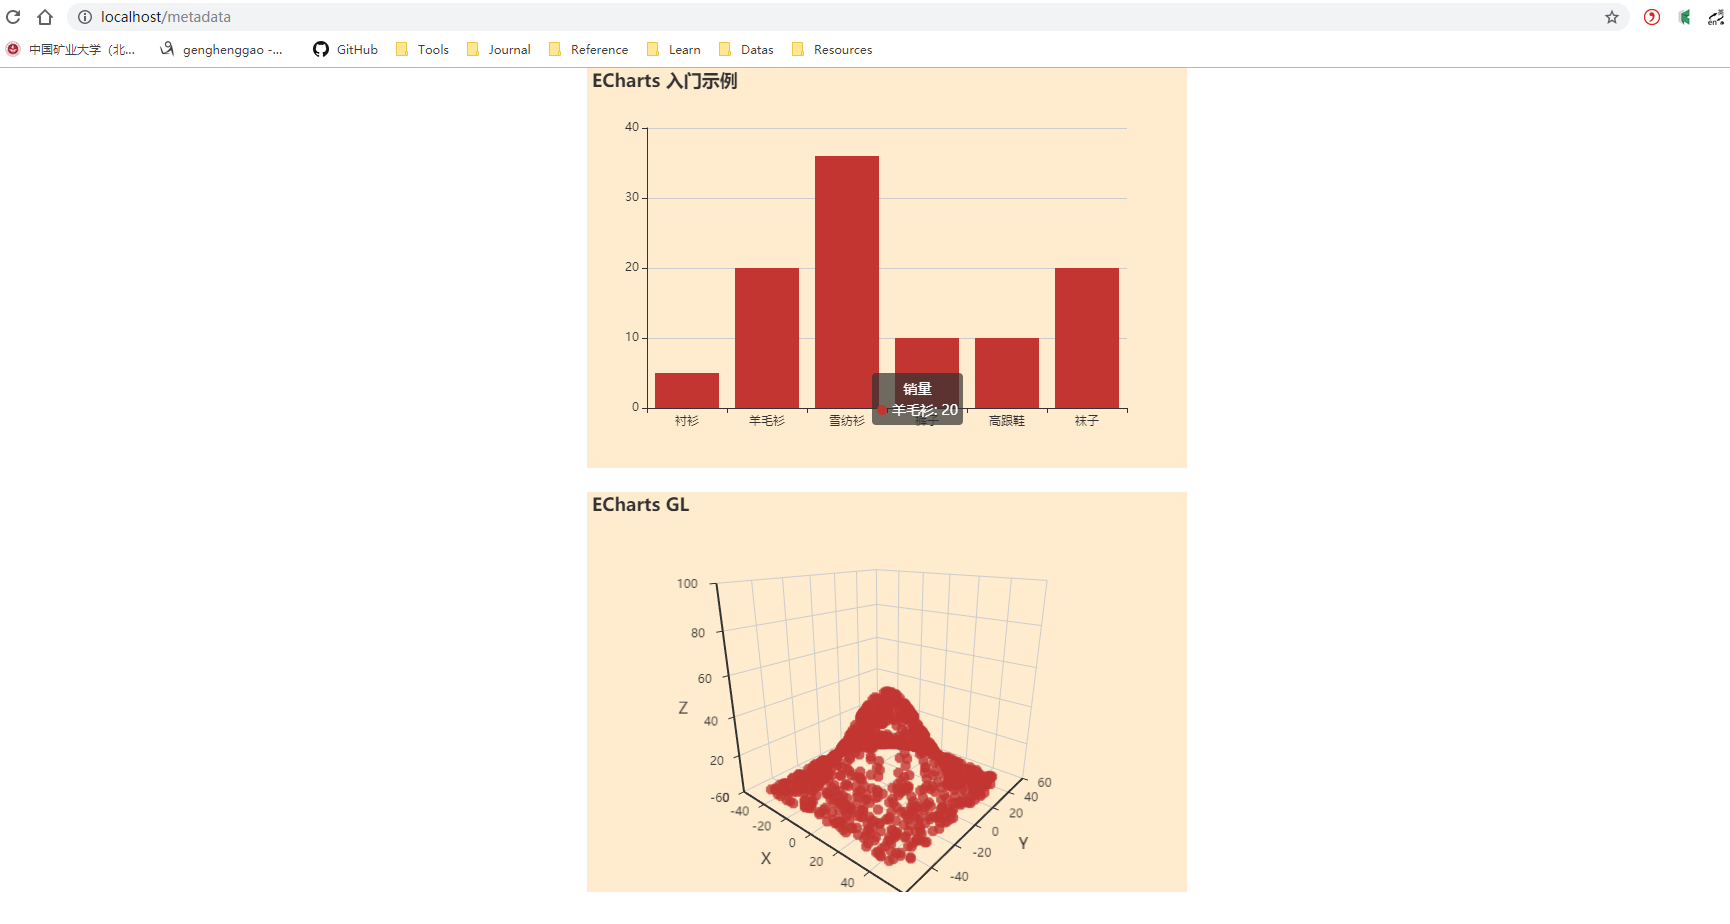 localhost/metadata
中国矿业大学（北...
genghenggao -...
GitHub
Tools
Journal
Reference
Learn
Datas
Resources
ECharts 入门示例
40
30
20
10
0
销量
羊毛衫: 20
衬衫
羊毛衫
雪纺衫
裤子
高跟鞋
袜子
ECharts GL
100
80
60
Z
40
20
-60
-40
-20
0
20
40
X
60
40
20
0
-20
-40
Y